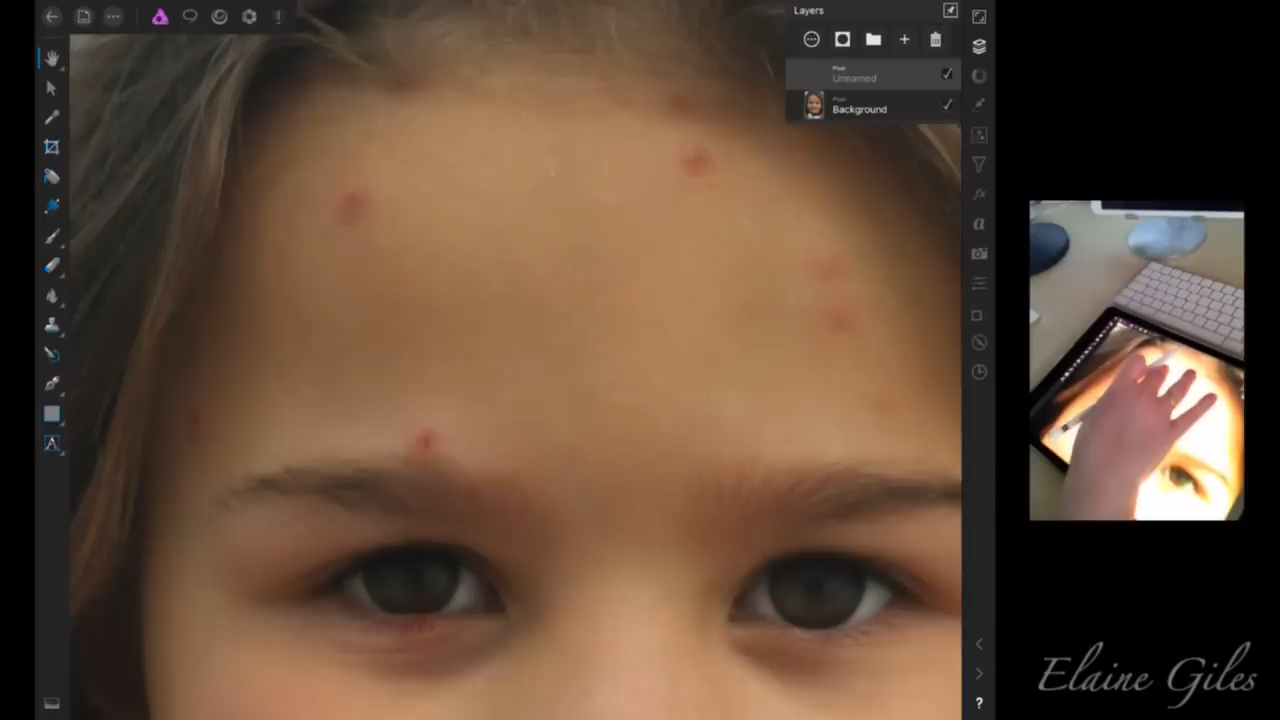 Layers
Pixel
Unnamed
Pixel
Background
Elaine Giles